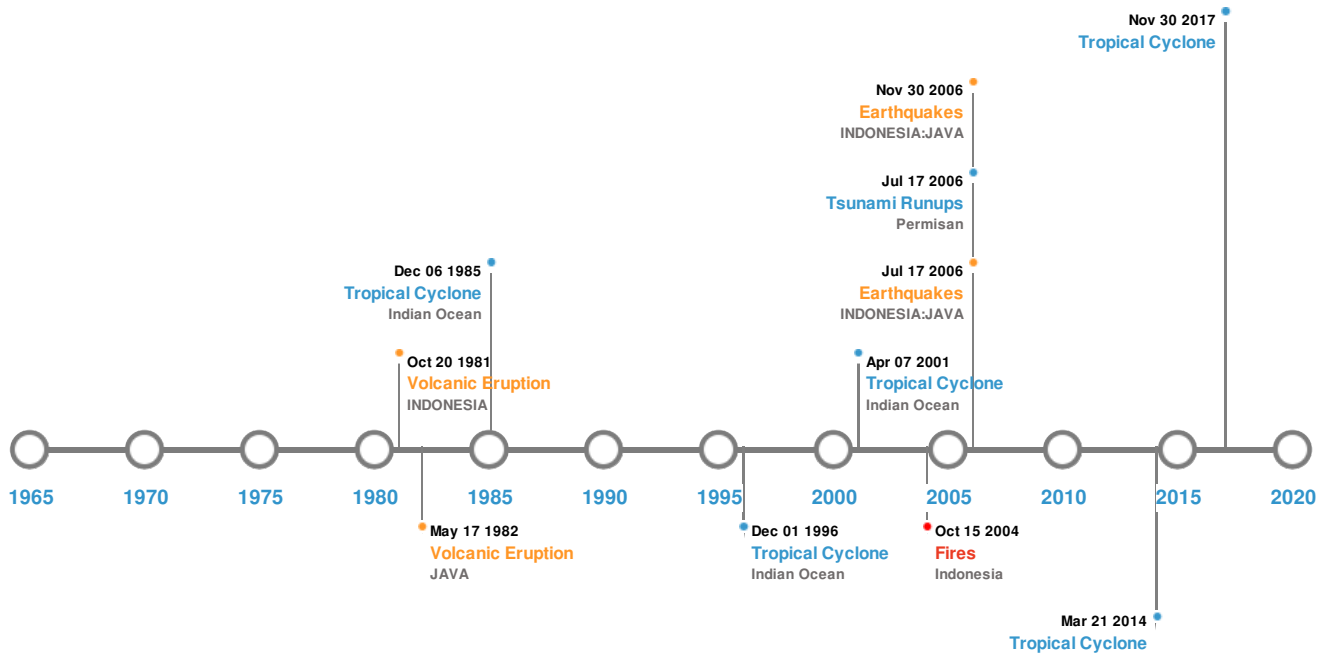 Nov 30 2017
Tropical Cyclone
Nov 30 2006
Earthquakes
INDONESIA:JAVA
Jul 17 2006
Tsunami Runups
Permisan
Dec 06 1985
Tropical Cyclone
Indian Ocean
Jul 17 2006
Earthquakes
INDONESIA:JAVA
Oct 20 1981
Volcanic Eruption
INDONESIA
Apr 07 2001
Tropical Cyclone
Indian Ocean
1965 1970 1975 1980 1985 1990 1995 2000 2005 2010 2015 2020
May 17 1982
Volcanic Eruption
JAVA
Dec 01 1996
Tropical Cyclone
Indian Ocean
Oct 15 2004
Fires
Indonesia
Mar 21 2014
Tropical Cyclone